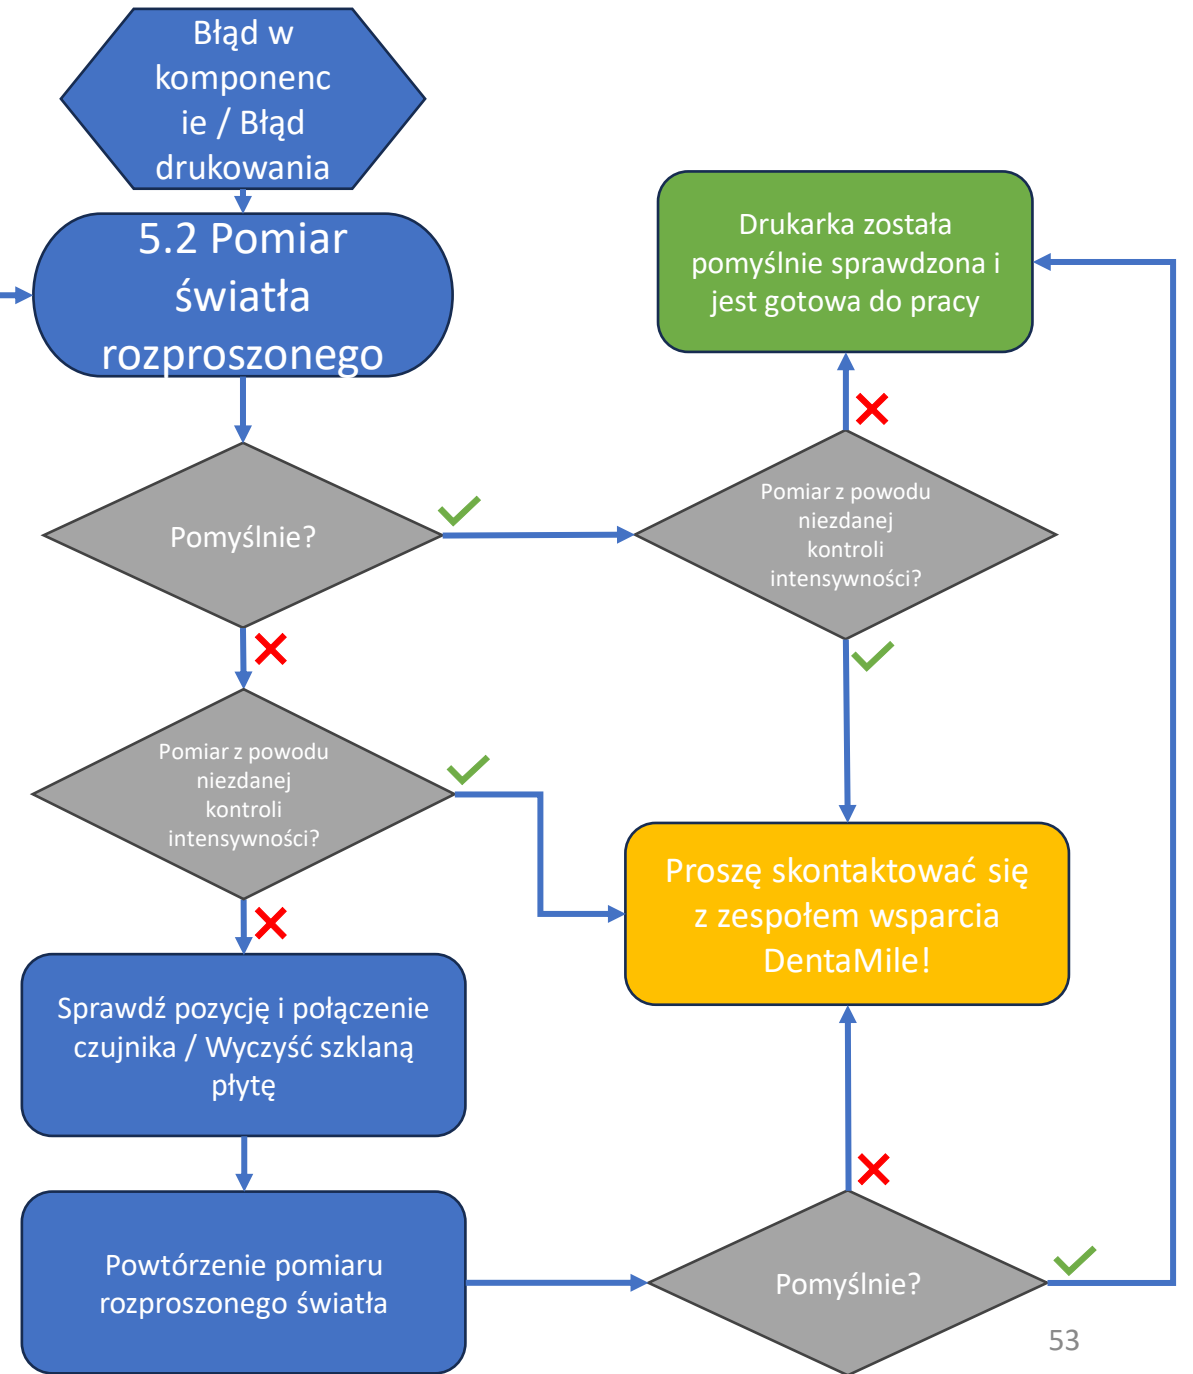 Błąd w
komponenc
ie / Błąd
drukowania
5.2 Pomiar
światła
rozproszonego
Drukarka została
pomyślnie sprawdzona i
jest gotowa do pracy
Pomyślnie?
Pomiar z powodu
niezdanej
kontroli
intensywności?
Pomiar z powodu
niezdanej
kontroli
intensywności?
Proszę skontaktować się
z zespołem wsparcia
DentaMile!
Sprawdź pozycję i połączenie
czujnika / Wyczyść szklaną
płytę
Powtórzenie pomiaru
rozproszonego światła
Pomyślnie?
53